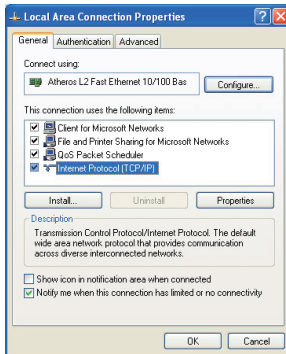 Local Area Connection Properties
General Authentication Advanced
Connect using:
Atheros L2 Fast Ethernet 10/100 Bas Configure...
This connection uses the following items:
Client for Microsoft Networks
File and Printer Sharing for Microsoft Networks
QoS Packet Scheduler
Internet Protocol (TCP/IP)
Install... Uninstall Properties
Description
Transmission Control Protocol/Internet Protocol. The default
wide area network protocol that provides communication
across diverse interconnected networks.
Show icon in notification area when connected
Notify me when this connection has limited or no connectivity
OK Cancel